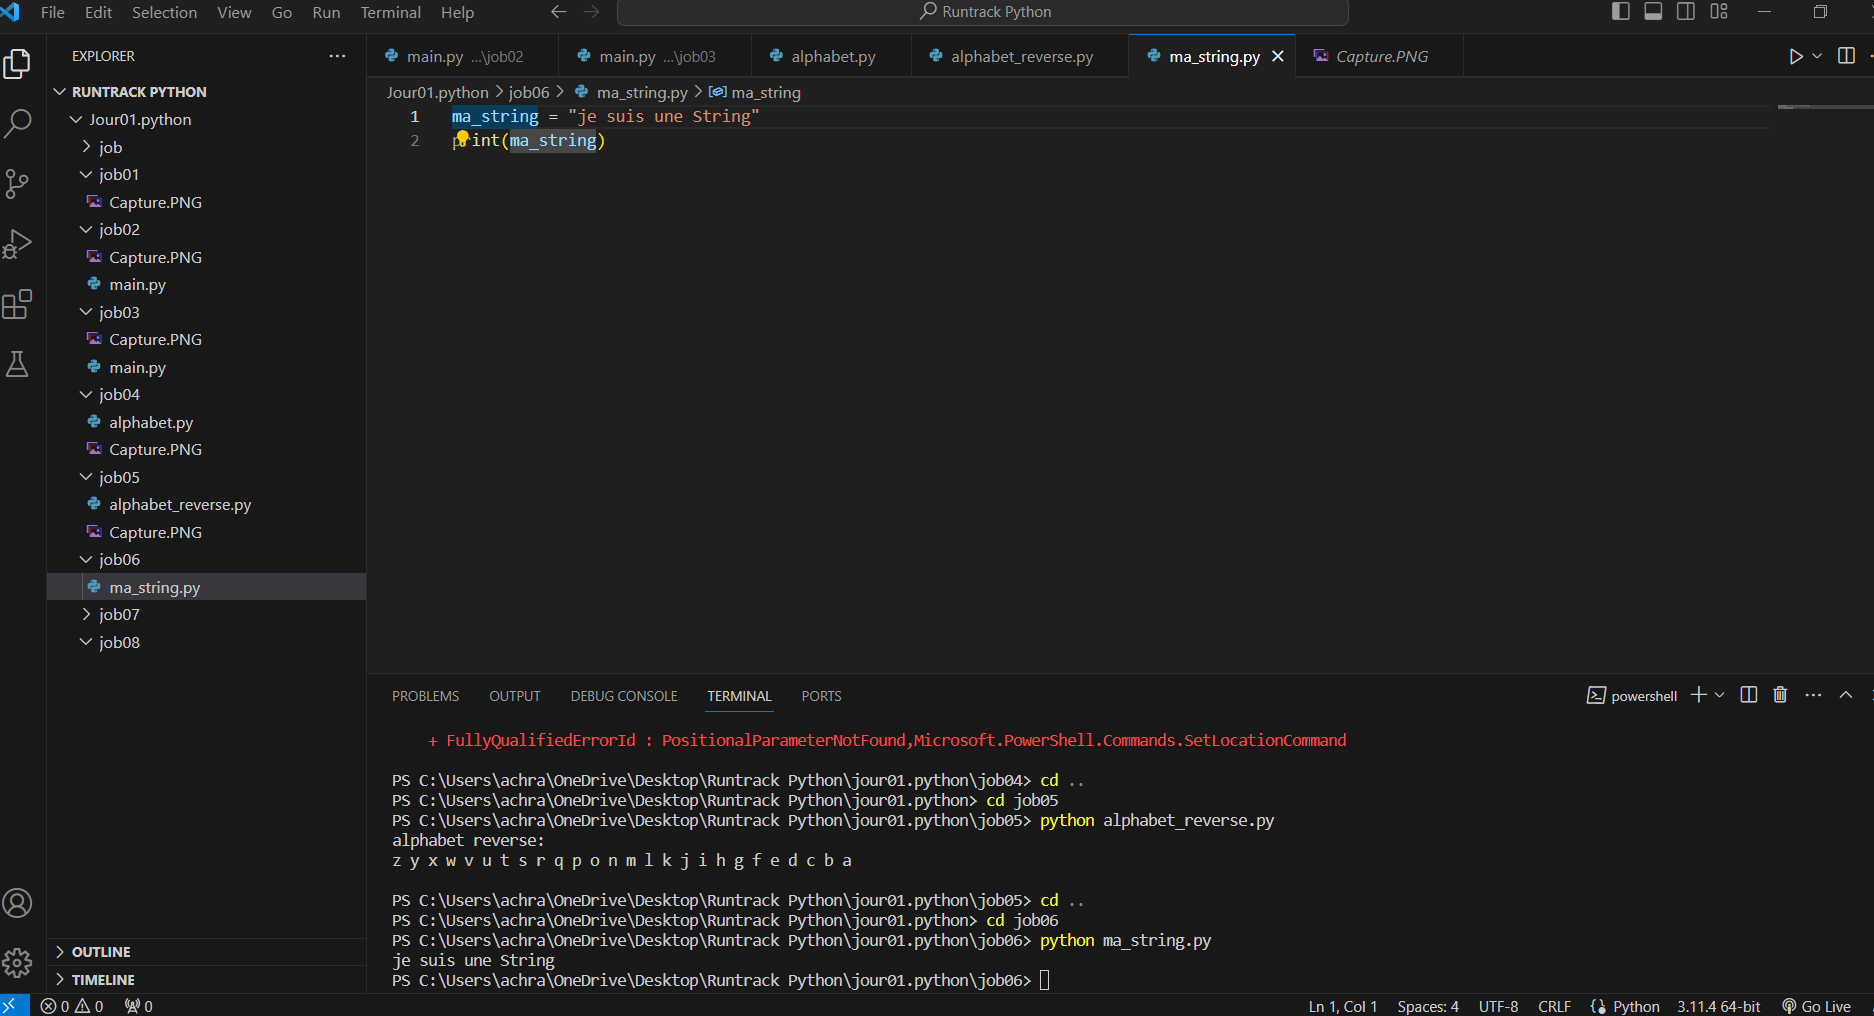 File Edit Selection View Go Run Terminal Help
Runtrack Python
EXPLORER
RUNTRACK PYTHON
Jour01.python
job
job01
Capture.PNG
job02
Capture.PNG
main.py
job03
Capture.PNG
main.py
job04
alphabet.py
Capture.PNG
job05
alphabet_reverse.py
Capture.PNG
job06
ma_string.py
job07
job08
OUTLINE
TIMELINE
main.py ...\job02 main.py ...\job03 alphabet.py alphabet_reverse.py ma_string.py Capture.PNG
Jour01.python > job06 > ma_string.py > ma_string
1 ma_string = "je suis une String"
2 print(ma_string)
PROBLEMS OUTPUT DEBUG CONSOLE TERMINAL PORTS
powershell
+ FullyQualifiedErrorId : PositionalParameterNotFound,Microsoft.PowerShell.Commands.SetLocationCommand
PS C:\Users\achra\OneDrive\Desktop\Runtrack Python\jour01.python\job04> cd ..
PS C:\Users\achra\OneDrive\Desktop\Runtrack Python\jour01.python> cd job05
PS C:\Users\achra\OneDrive\Desktop\Runtrack Python\jour01.python\job05> python alphabet_reverse.py
alphabet reverse:
z y x w v u t s r q p o n m l k j i h g f e d c b a
PS C:\Users\achra\OneDrive\Desktop\Runtrack Python\jour01.python\job05> cd ..
PS C:\Users\achra\OneDrive\Desktop\Runtrack Python\jour01.python> cd job06
PS C:\Users\achra\OneDrive\Desktop\Runtrack Python\jour01.python\job06> python ma_string.py
je suis une String
PS C:\Users\achra\OneDrive\Desktop\Runtrack Python\jour01.python\job06>
0 0 0 Ln 1, Col 1 Spaces: 4 UTF-8 CRLF Python 3.11.4 64-bit Go Live